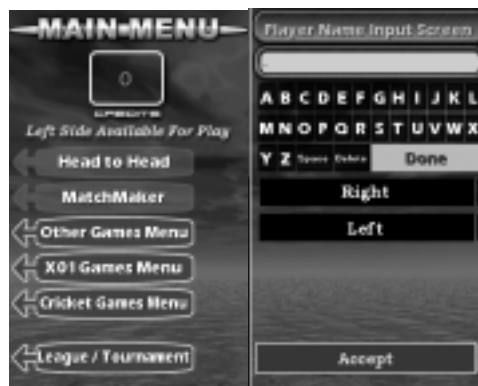 MAIN-MENU
0
CREDITS
Left Side Available For Play
Head to Head
MatchMaker
Other Games Menu
X01 Games Menu
Cricket Games Menu
League / Tournament
Player Name Input Screen
A B C D E F G H I J K L
M N O P Q R S T U V W X
Y Z Space Delete Done
Right
Left
Accept